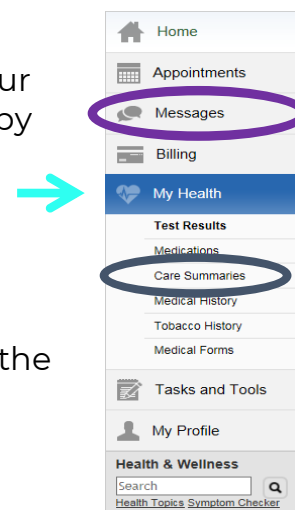 ur
by
the
Home
Appointments
Messages
Billing
My Health
Test Results
Medications
Care Summaries
Medical History
Tobacco History
Medical Forms
Tasks and Tools
My Profile
Health & Wellness
Search
Health Topics Symptom Checker